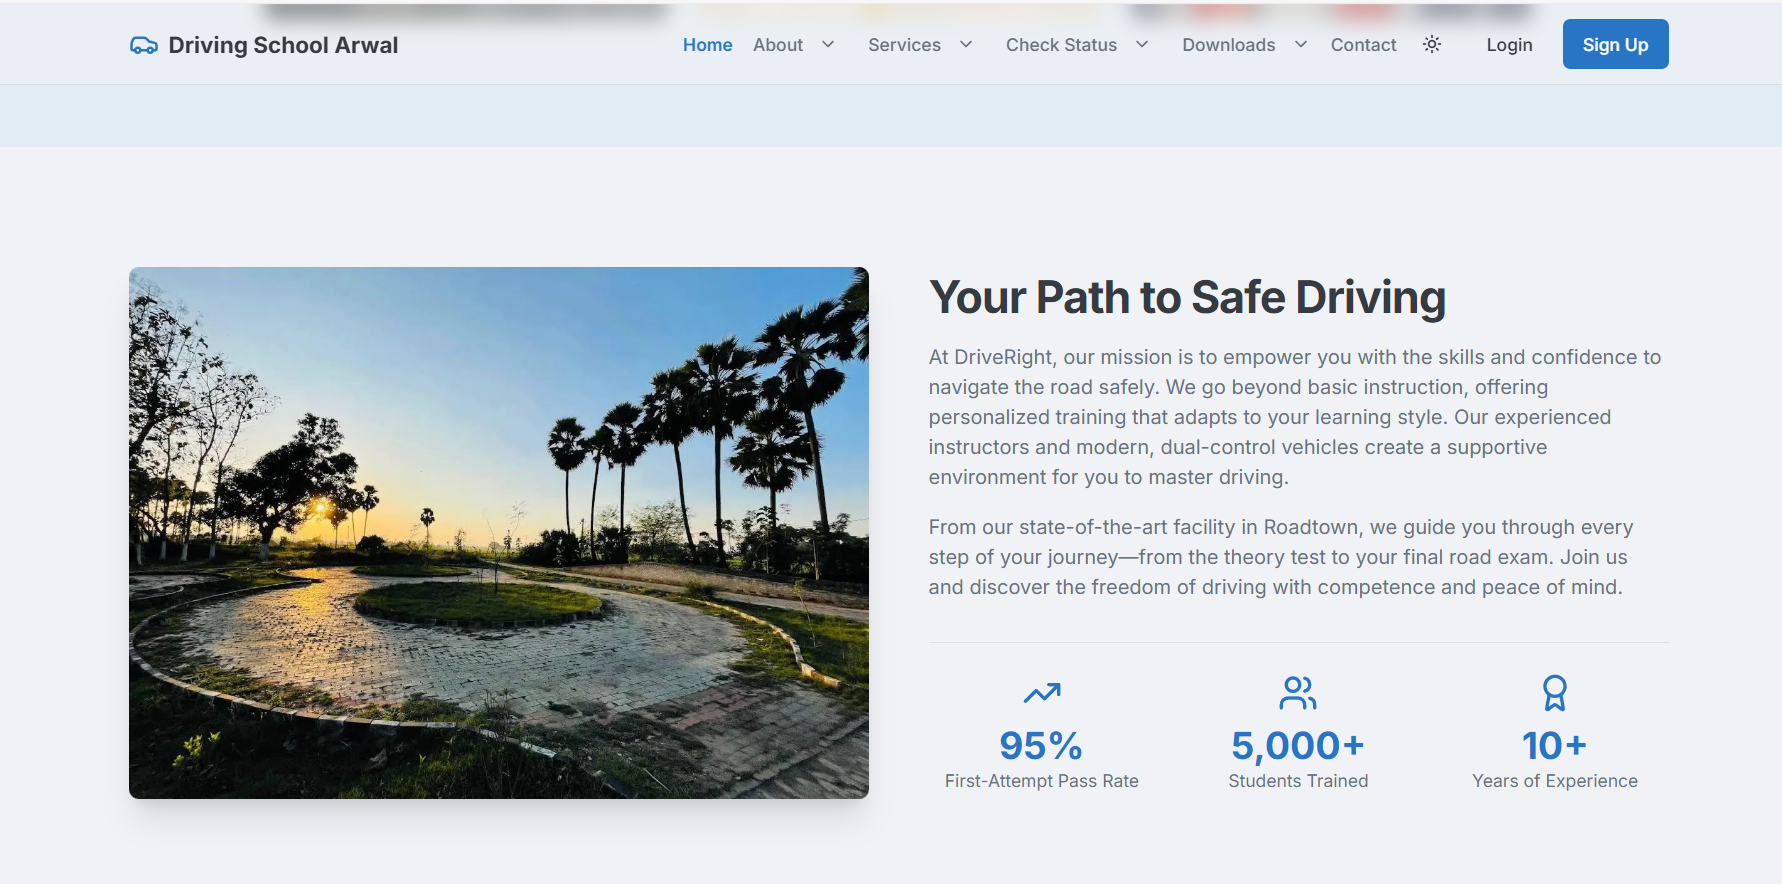 Driving School Arwal
Home
About
Services
Check Status
Downloads
Contact
Login
Sign Up
Your Path to Safe Driving
At DriveRight, our mission is to empower you with the skills and confidence to
navigate the road safely. We go beyond basic instruction, offering
personalized training that adapts to your learning style. Our experienced
instructors and modern, dual-control vehicles create a supportive
environment for you to master driving.
From our state-of-the-art facility in Roadtown, we guide you through every
step of your journey—from the theory test to your final road exam. Join us
and discover the freedom of driving with competence and peace of mind.
95%
First-Attempt Pass Rate
5,000+
Students Trained
10+
Years of Experience